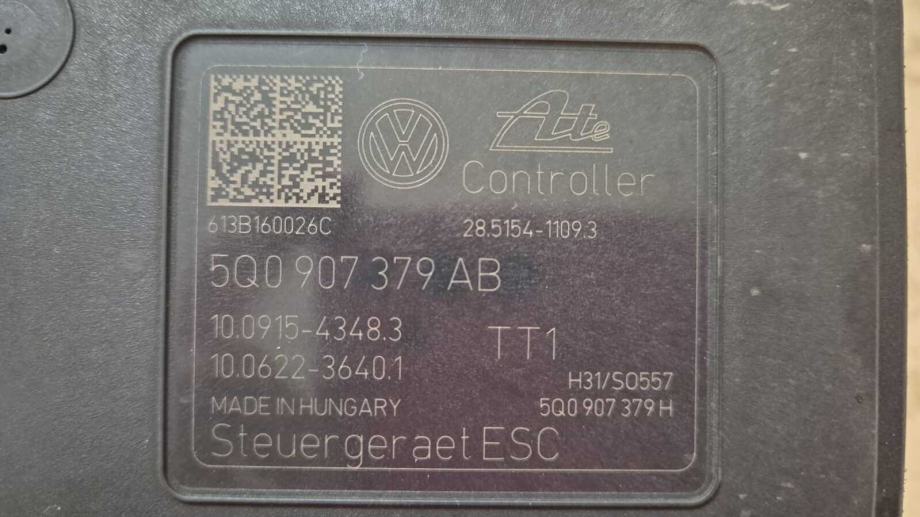 Ate
Controller
613B160026C
28.5154-1109.3
5Q0 907 379 AB
10.0915-4348.3
TT1
10.0622-3640.1
H31/S0557
MADE IN HUNGARY
5Q0 907 379 H
Steuergeraet ESC